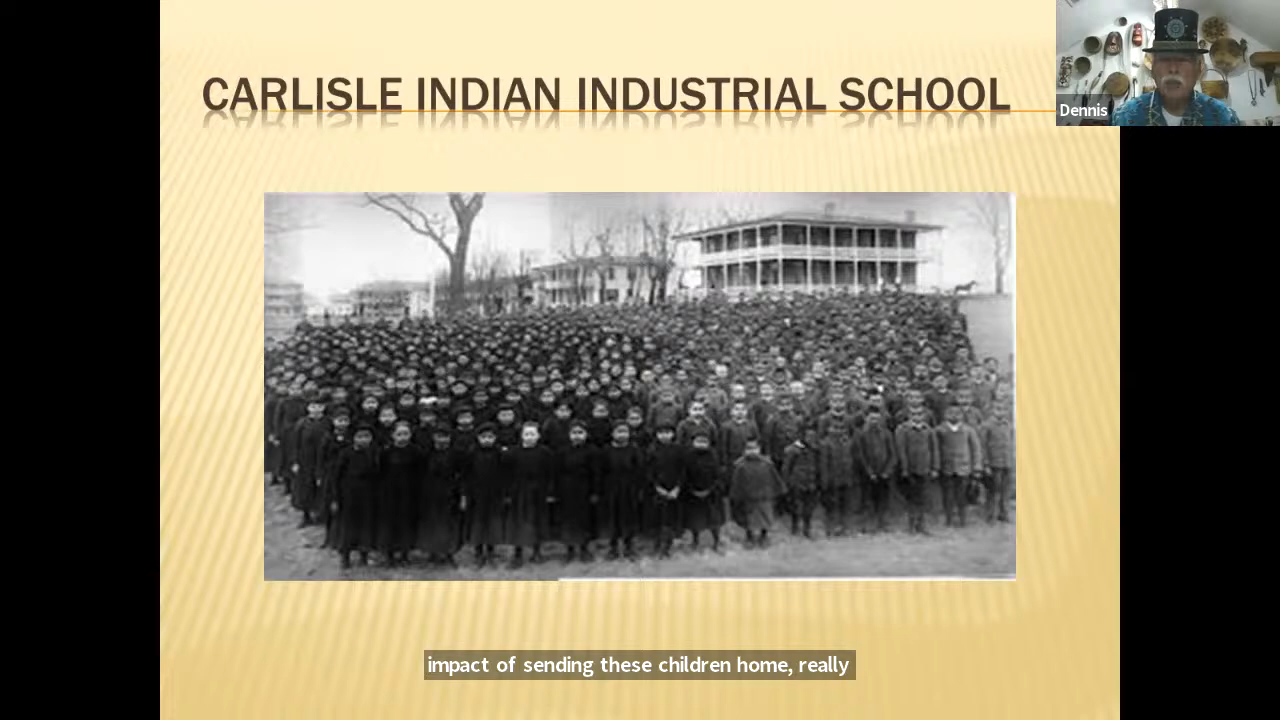 CARLISLE INDIAN INDUSTRIAL SCHOOL
Dennis
impact of sending these children home, really